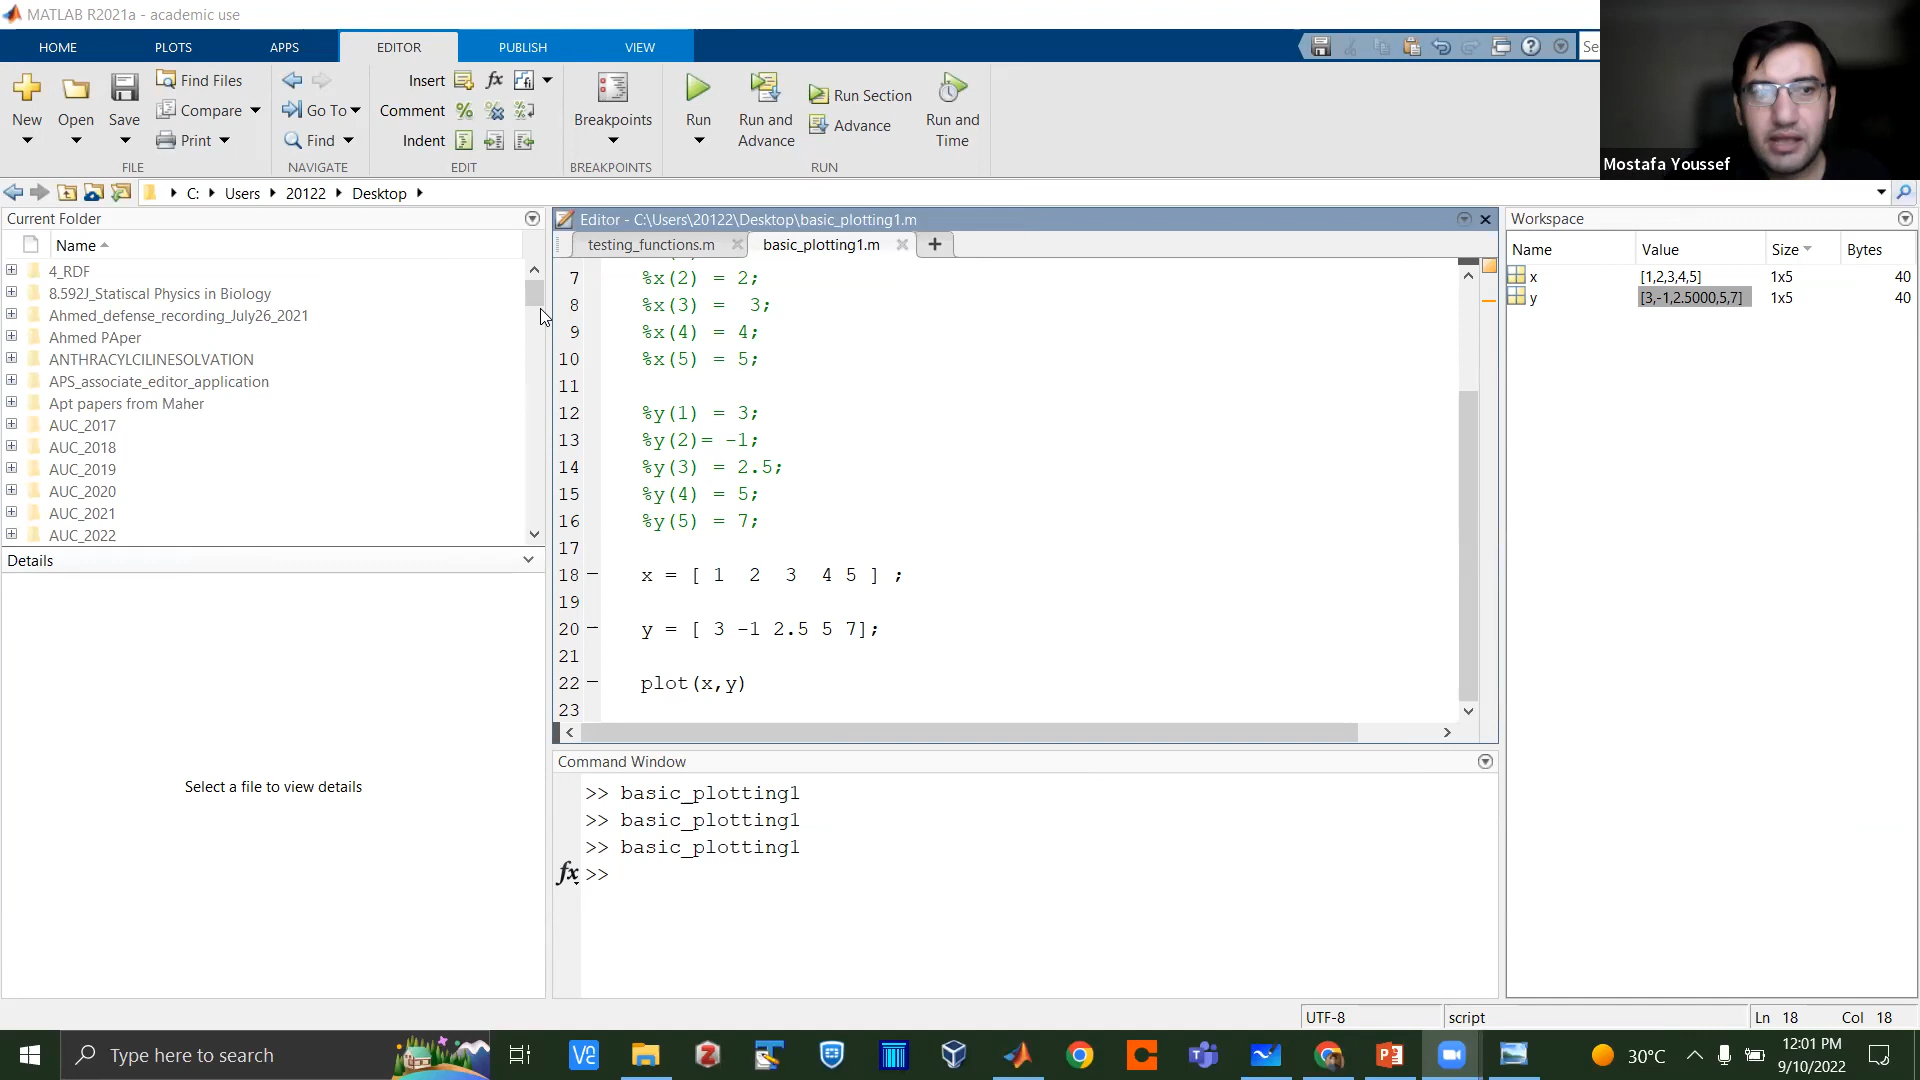 MATLAB R2021a - academic use
HOME PLOTS APPS EDITOR PUBLISH VIEW
Se
New Open Save Find Files Compare Print FILE
Go To Find NAVIGATE
Insert fx Comment Indent EDIT
Breakpoints BREAKPOINTS
Run Run and Advance Run Section Advance Run and Time RUN
Mostafa Youssef
C: Users 20122 Desktop
Current Folder
Name
4_RDF
8.592J_Statiscal Physics in Biology
Ahmed_defense_recording_July26_2021
Ahmed PAper
ANTHRACYLCILINESOLVATION
APS_associate_editor_application
Apt papers from Maher
AUC_2017
AUC_2018
AUC_2019
AUC_2020
AUC_2021
AUC_2022
Details
Select a file to view details
Editor - C:\Users\20122\Desktop\basic_plotting1.m
testing_functions.m basic_plotting1.m
7 %x(2) = 2;
8 %x(3) =  3;
9 %x(4) = 4;
10 %x(5) = 5;
11
12 %y(1) = 3;
13 %y(2)= -1;
14 %y(3) = 2.5;
15 %y(4) = 5;
16 %y(5) = 7;
17
18 x = [ 1  2  3  4 5 ] ;
19
20 y = [ 3 -1 2.5 5 7];
21
22 plot(x,y)
23
Command Window
>> basic_plotting1
>> basic_plotting1
>> basic_plotting1
fx >>
Workspace
Name Value Size Bytes
x [1,2,3,4,5] 1x5 40
y [3,-1,2.5000,5,7] 1x5 40
UTF-8 script Ln 18 Col 18
Type here to search
30°C
12:01 PM
9/10/2022